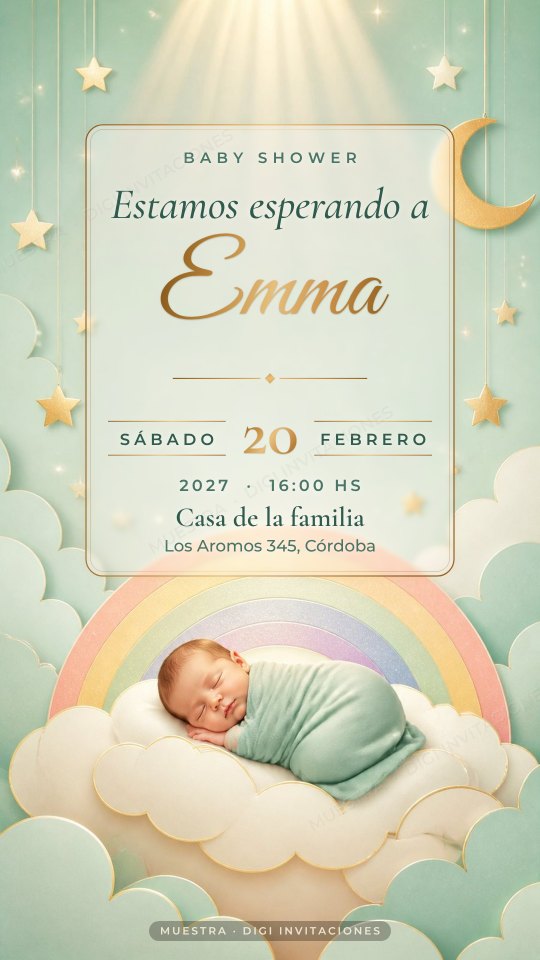 BABY SHOWER
Estamos esperando a
Emma
SÁBADO 20 FEBRERO
2027 · 16:00 HS
Casa de la familia
Los Aromos 345, Córdoba
MUESTRA · DIGI INVITACIONES